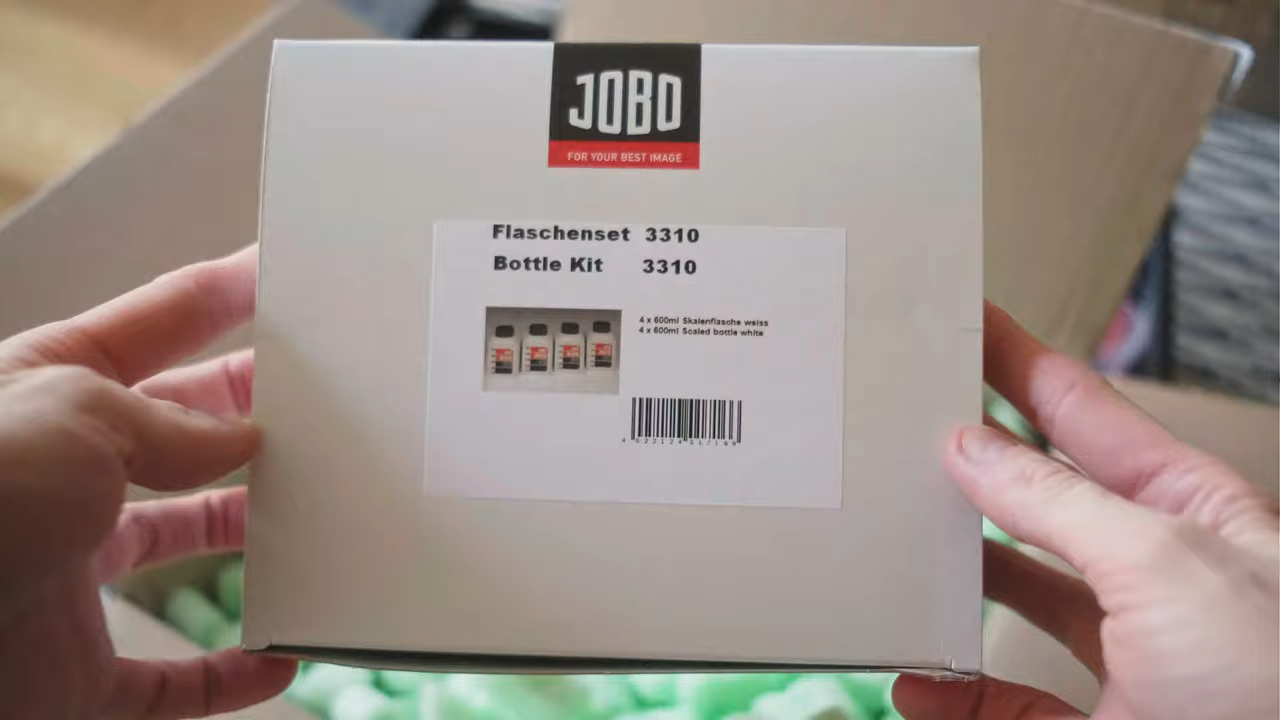 JOBO
FOR YOUR BEST IMAGE
Flaschenset 3310
Bottle Kit 3310
4 x 600ml Skalenflasche weiss
4 x 600ml Scaled bottle white